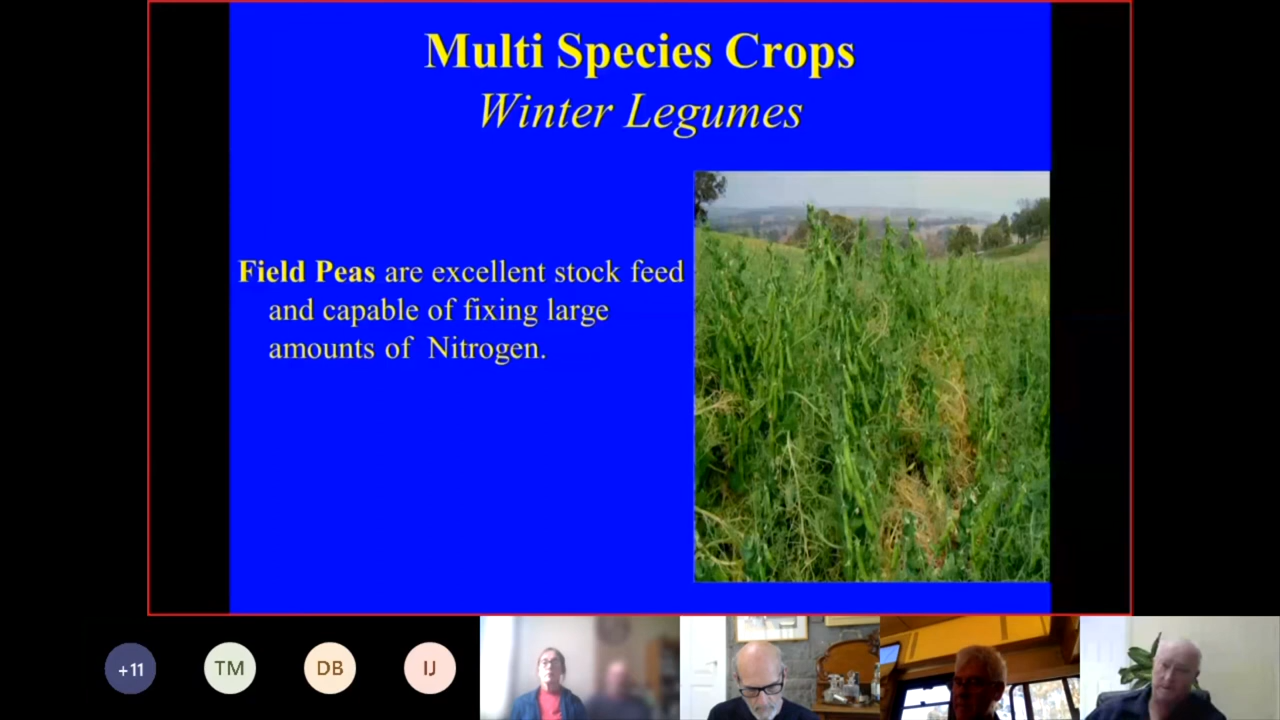 Multi Species Crops
Winter Legumes
Field Peas are excellent stock feed
and capable of fixing large
amounts of Nitrogen.
+11
TM
DB
IJ